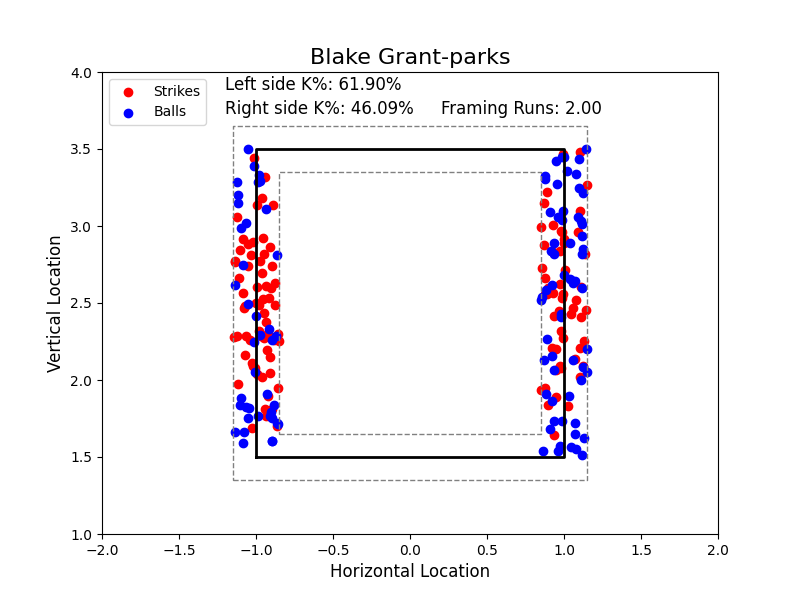 Blake Grant-parks
Strikes
Balls
Left side K%: 61.90%
Right side K%: 46.09%
Framing Runs: 2.00
Vertical Location
4.0
3.5
3.0
2.5
2.0
1.5
1.0
−2.0 −1.5 −1.0 −0.5 0.0 0.5 1.0 1.5 2.0
Horizontal Location